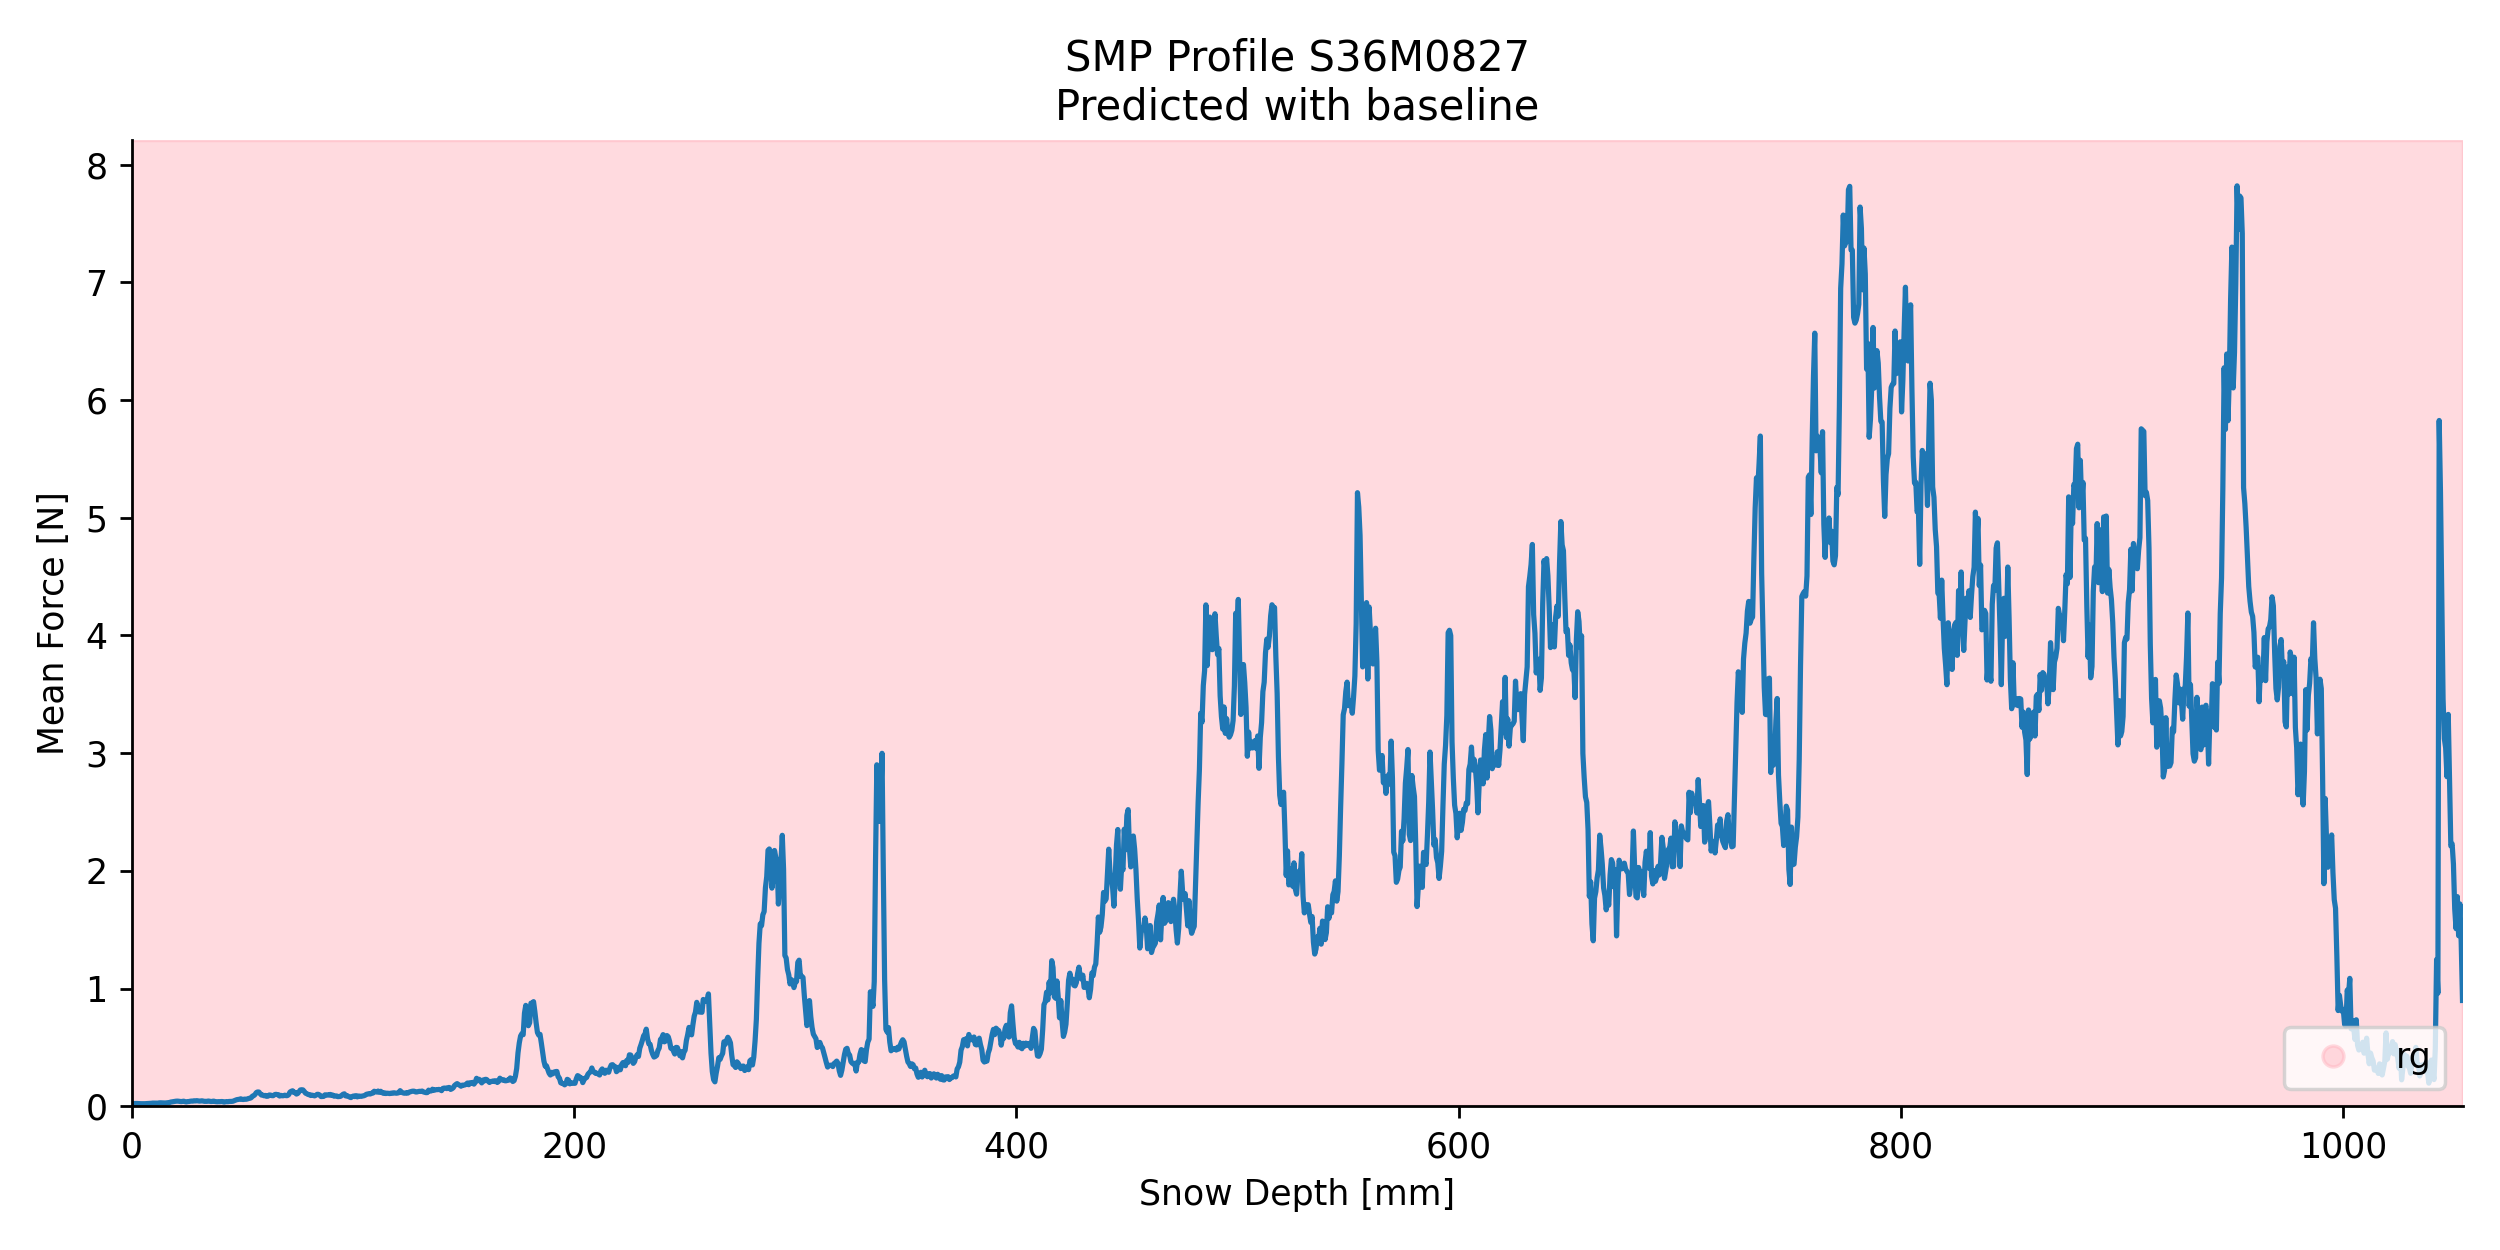 SMP Profile S36M0827
Predicted with baseline
Mean Force [N]
8
7
6
5
4
3
2
1
0
rg
0 200 400 600 800 1000
Snow Depth [mm]